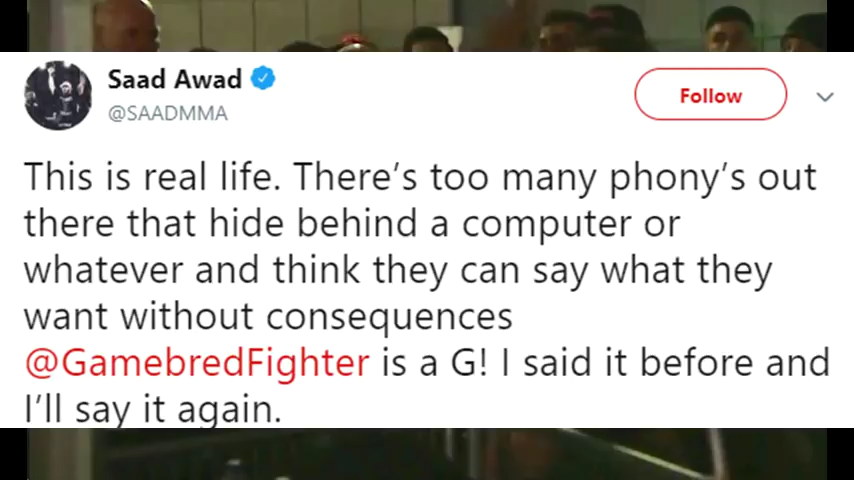 Saad Awad
@SAADMMA
Follow
This is real life. There's too many phony's out
there that hide behind a computer or
whatever and think they can say what they
want without consequences
@GamebredFighter is a G! I said it before and
I'll say it again.